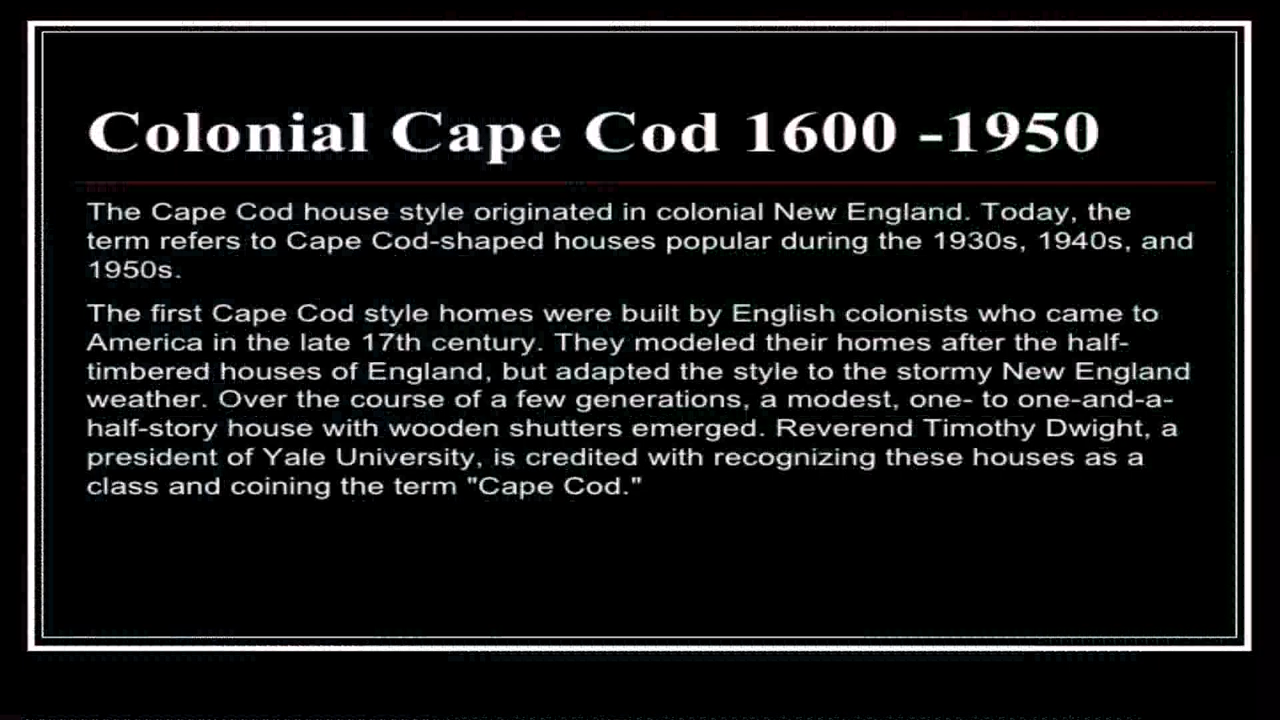 Colonial Cape Cod 1600 -1950
The Cape Cod house style originated in colonial New England. Today, the
term refers to Cape Cod-shaped houses popular during the 1930s, 1940s, and
1950s.
The first Cape Cod style homes were built by English colonists who came to
America in the late 17th century. They modeled their homes after the half-
timbered houses of England, but adapted the style to the stormy New England
weather. Over the course of a few generations, a modest, one- to one-and-a-
half-story house with wooden shutters emerged. Reverend Timothy Dwight, a
president of Yale University, is credited with recognizing these houses as a
class and coining the term "Cape Cod."